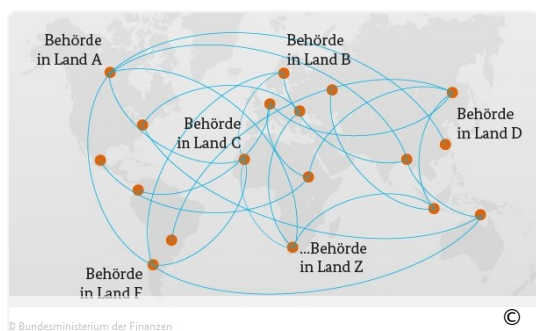 Behörde
in Land A
Behörde
in Land B
Behörde
in Land C
Behörde
in Land D
...Behörde
in Land Z
Behörde
in Land F
©
© Bundesministerium der Finanzen